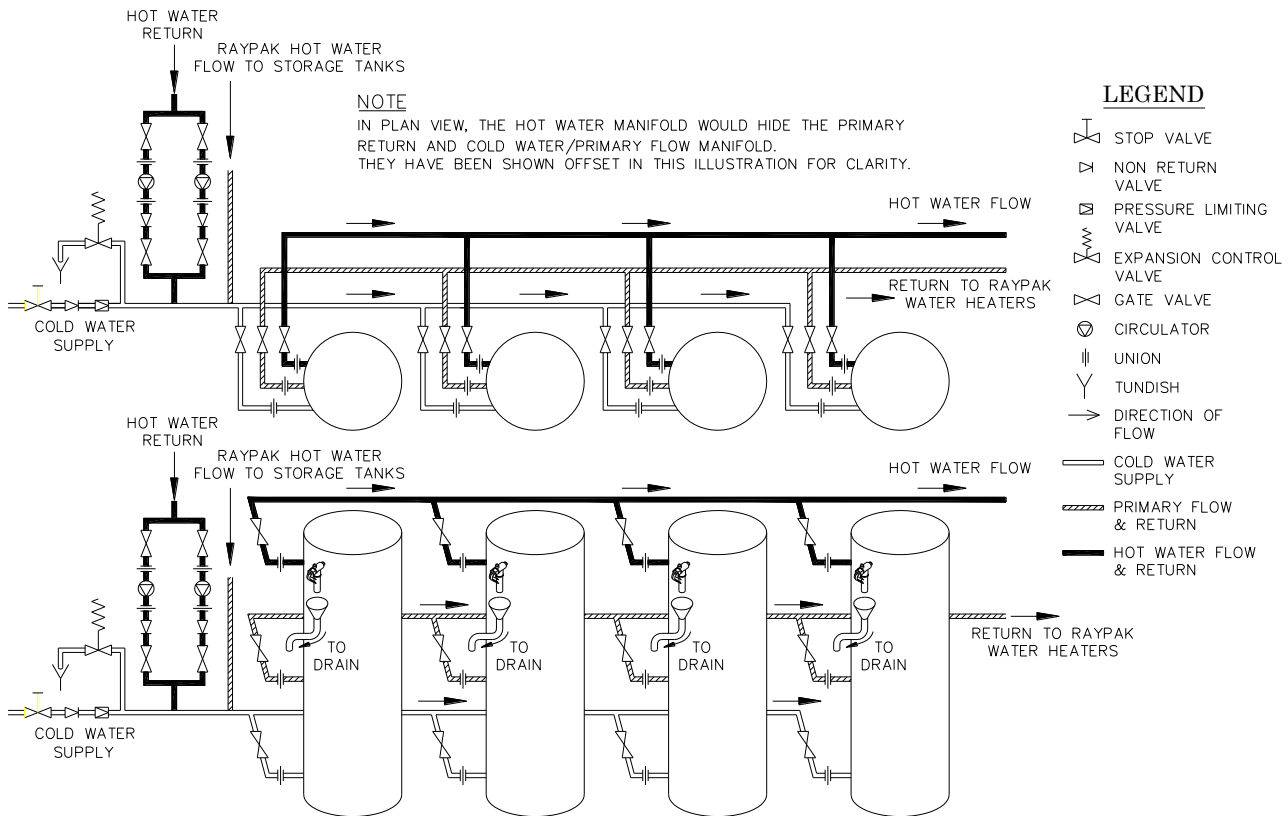 HOT WATER
RETURN
RAYPAK HOT WATER
FLOW TO STORAGE TANKS
NOTE
IN PLAN VIEW, THE HOT WATER MANIFOLD WOULD HIDE THE PRIMARY
RETURN AND COLD WATER/PRIMARY FLOW MANIFOLD.
THEY HAVE BEEN SHOWN OFFSET IN THIS ILLUSTRATION FOR CLARITY.
HOT WATER FLOW
RETURN TO RAYPAK
WATER HEATERS
COLD WATER
SUPPLY
HOT WATER
RETURN
RAYPAK HOT WATER
FLOW TO STORAGE TANKS
HOT WATER FLOW
TO
DRAIN
TO
DRAIN
TO
DRAIN
TO
DRAIN
RETURN TO RAYPAK
WATER HEATERS
COLD WATER
SUPPLY
LEGEND
STOP VALVE
NON RETURN
VALVE
PRESSURE LIMITING
VALVE
EXPANSION CONTROL
VALVE
GATE VALVE
CIRCULATOR
UNION
TUNDISH
DIRECTION OF
FLOW
COLD WATER
SUPPLY
PRIMARY FLOW
& RETURN
HOT WATER FLOW
& RETURN